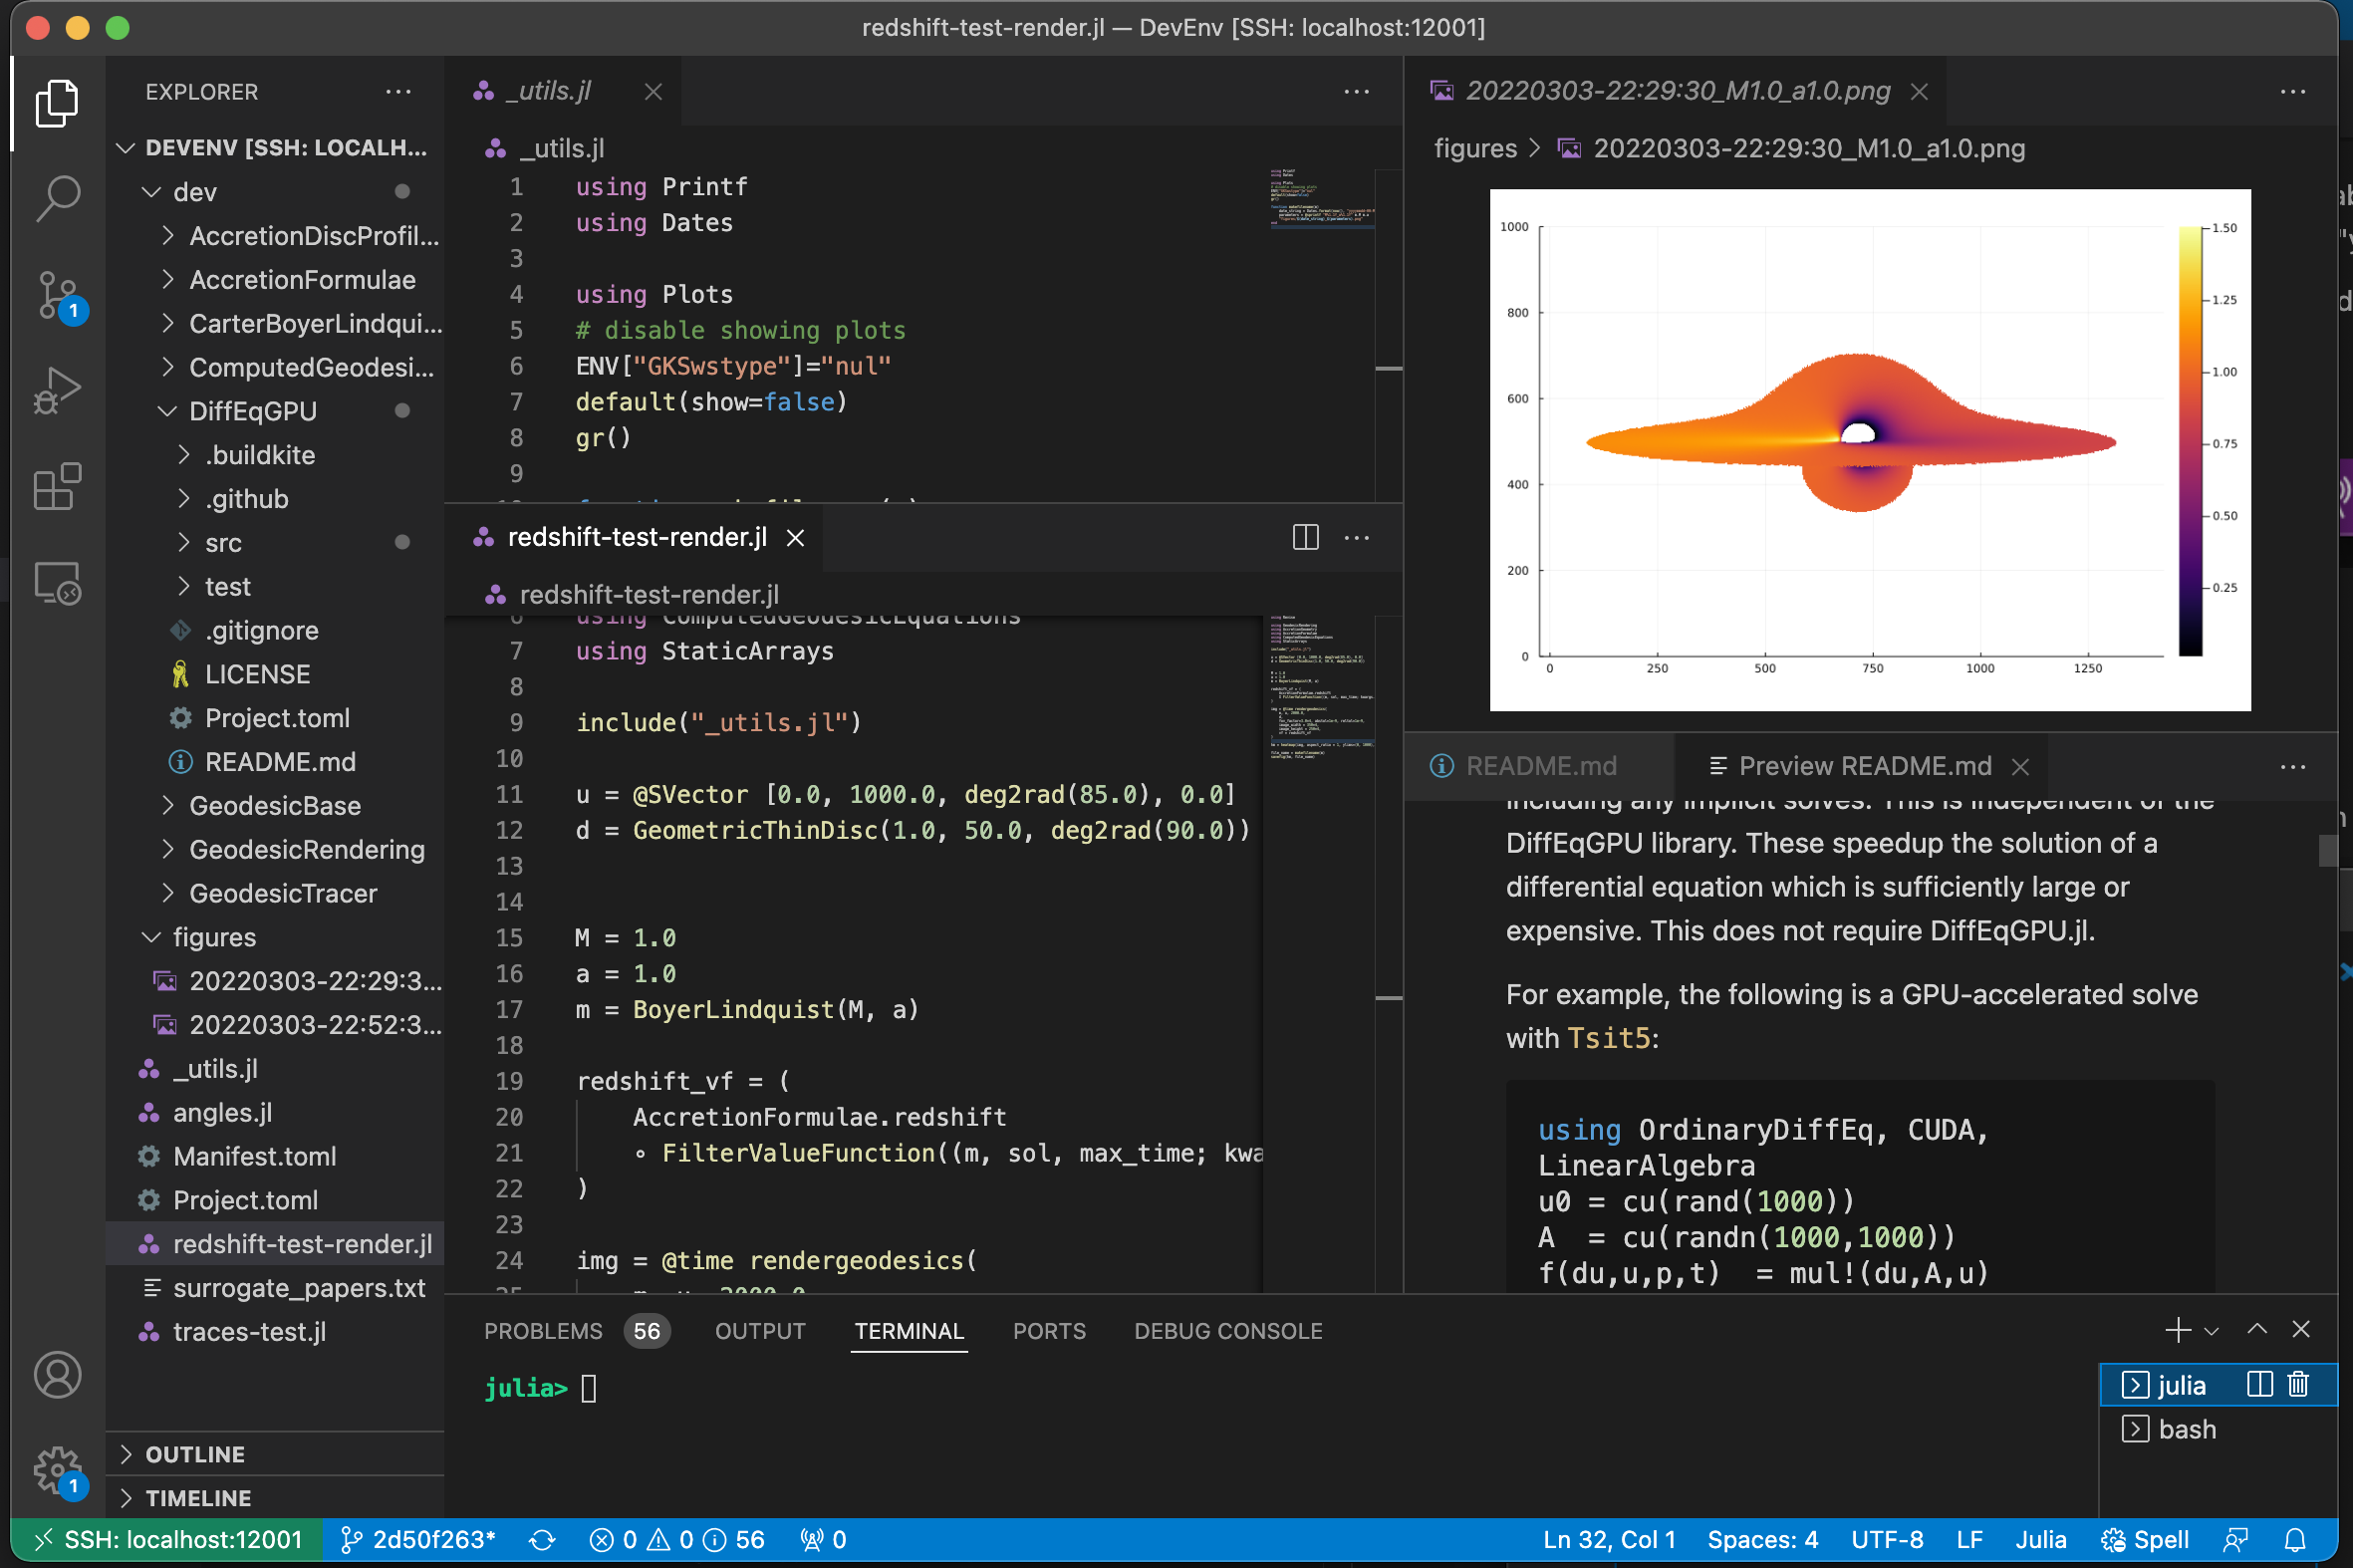 redshift-test-render.jl — DevEnv [SSH: localhost:12001]
EXPLORER
DEVENV [SSH: LOCALH...
dev
AccretionDiscProfil...
AccretionFormulae
CarterBoyerLindqui...
ComputedGeodesi...
DiffEqGPU
.buildkite
.github
src
test
.gitignore
LICENSE
Project.toml
README.md
GeodesicBase
GeodesicRendering
GeodesicTracer
figures
20220303-22:29:3...
20220303-22:52:3...
_utils.jl
angles.jl
Manifest.toml
Project.toml
redshift-test-render.jl
surrogate_papers.txt
traces-test.jl
OUTLINE
TIMELINE
1
1
_utils.jl
_utils.jl
1 using Printf
2 using Dates
3
4 using Plots
5 # disable showing plots
6 ENV["GKSwstype"]="nul"
7 default(show=false)
8 gr()
9
redshift-test-render.jl
redshift-test-render.jl
6 using ComputedGeodesicEquations
7 using StaticArrays
8
9 include("_utils.jl")
10
11 u = @SVector [0.0, 1000.0, deg2rad(85.0), 0.0]
12 d = GeometricThinDisc(1.0, 50.0, deg2rad(90.0))
13
14
15 M = 1.0
16 a = 1.0
17 m = BoyerLindquist(M, a)
18
19 redshift_vf = (
20 AccretionFormulae.redshift
21 ∘ FilterValueFunction((m, sol, max_time; kwa
22 )
23
24 img = @time rendergeodesics(
20220303-22:29:30_M1.0_a1.0.png
figures > 20220303-22:29:30_M1.0_a1.0.png
1000
800
600
400
200
0
0 250 500 750 1000 1250
1.50
1.25
1.00
0.75
0.50
0.25
README.md
Preview README.md
including any implicit solves. This is independent of the
DiffEqGPU library. These speedup the solution of a
differential equation which is sufficiently large or
expensive. This does not require DiffEqGPU.jl.
For example, the following is a GPU-accelerated solve
with Tsit5:
using OrdinaryDiffEq, CUDA,
LinearAlgebra
u0 = cu(rand(1000))
A = cu(randn(1000,1000))
f(du,u,p,t) = mul!(du,A,u)
PROBLEMS 56 OUTPUT TERMINAL PORTS DEBUG CONSOLE
julia>
julia
bash
SSH: localhost:12001 2d50f263* 0 0 56 0 Ln 32, Col 1 Spaces: 4 UTF-8 LF Julia Spell